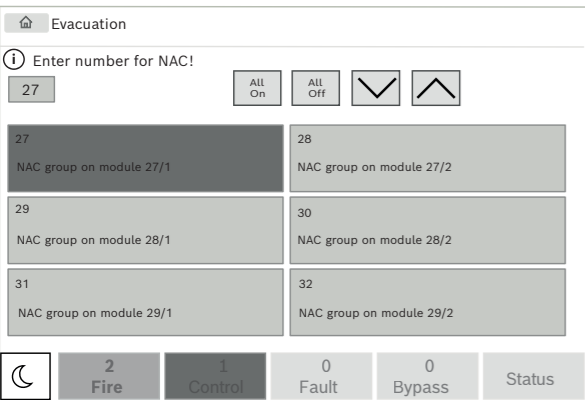 Evacuation
i Enter number for NAC!
27
All
On
All
Off
27
NAC group on module 27/1
28
NAC group on module 27/2
29
NAC group on module 28/1
30
NAC group on module 28/2
31
NAC group on module 29/1
32
NAC group on module 29/2
2
Fire
1
Control
0
Fault
0
Bypass
Status